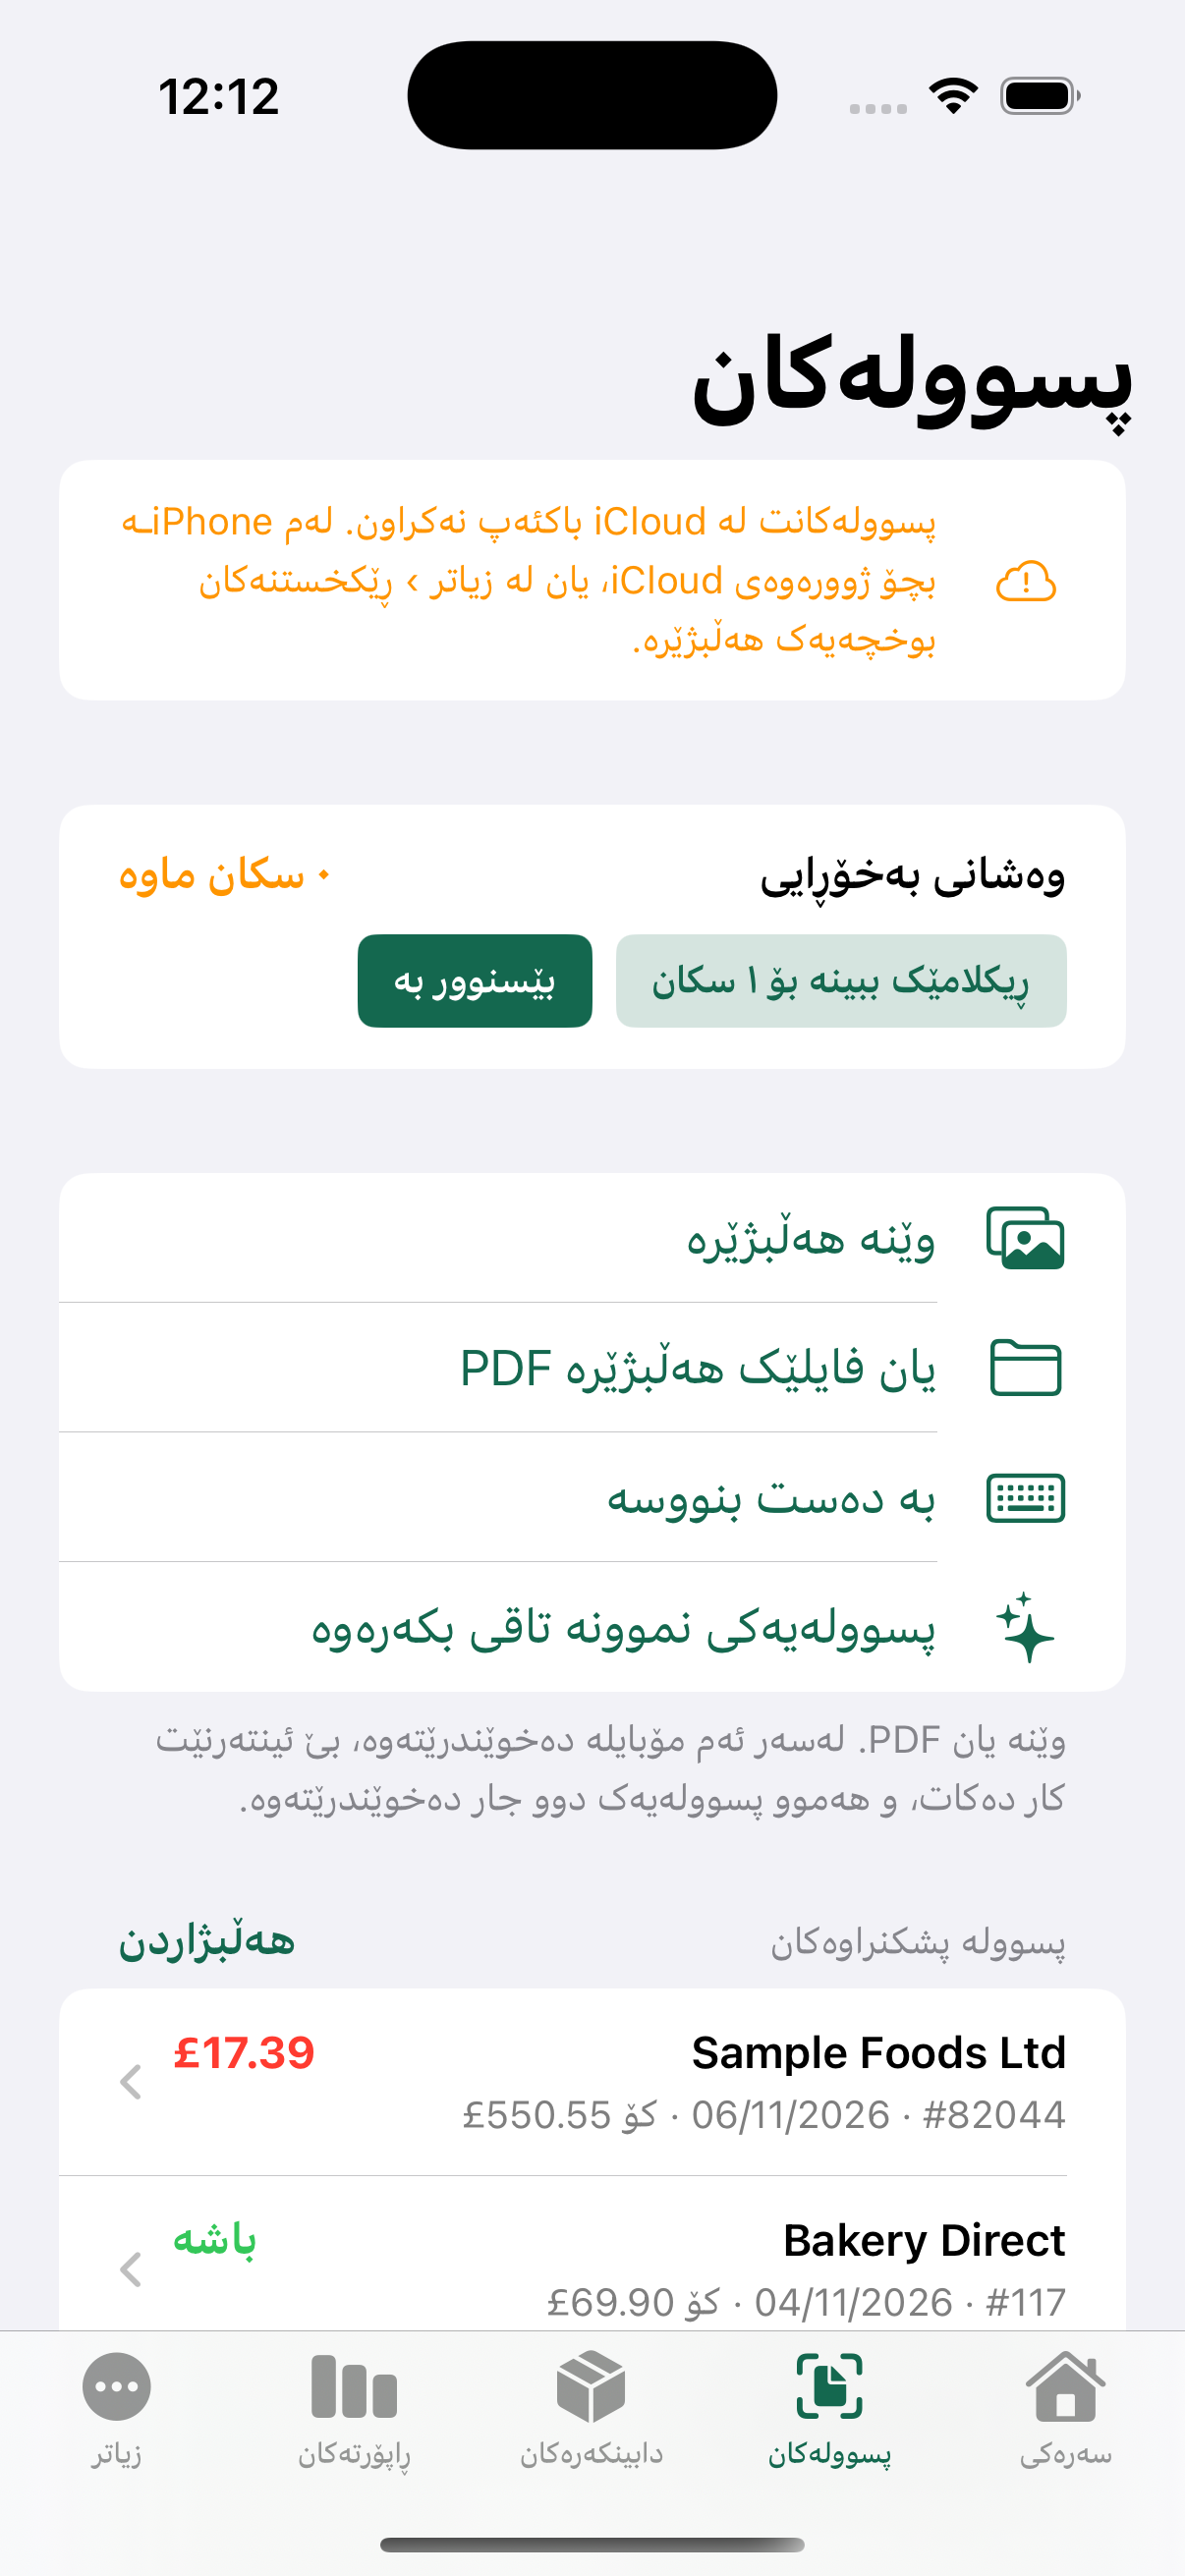 12:12
پسوولەکان
پسوولەکانت لە iCloud باکئەپ نەکراون. لەم iPhoneـە
بچۆ ژوورەوەی iCloud، یان لە زیاتر › ڕێکخستنەکان
بوخچەیەک هەڵبژێرە.
وەشانی بەخۆڕایی
٠ سکان ماوە
ڕیکلامێک ببینە بۆ ١ سکان
بێسنوور بە
وێنە هەڵبژێرە
یان فایلێک هەڵبژێرە PDF
بە دەست بنووسە
پسوولەیەکی نموونە تاقی بکەرەوە
وێنە یان PDF. لەسەر ئەم مۆبایلە دەخوێندرێتەوە، بێ ئینتەرنێت
کار دەکات، و هەموو پسوولەیەک دوو جار دەخوێندرێتەوە.
پسوولە پشکنراوەکان
هەڵبژاردن
Sample Foods Ltd
£17.39
#82044 · 06/11/2026 · کۆ £550.55
Bakery Direct
باشە
#117 · 04/11/2026 · کۆ £69.90
سەرەکی
پسوولەکان
دابینکەرەکان
ڕاپۆرتەکان
زیاتر